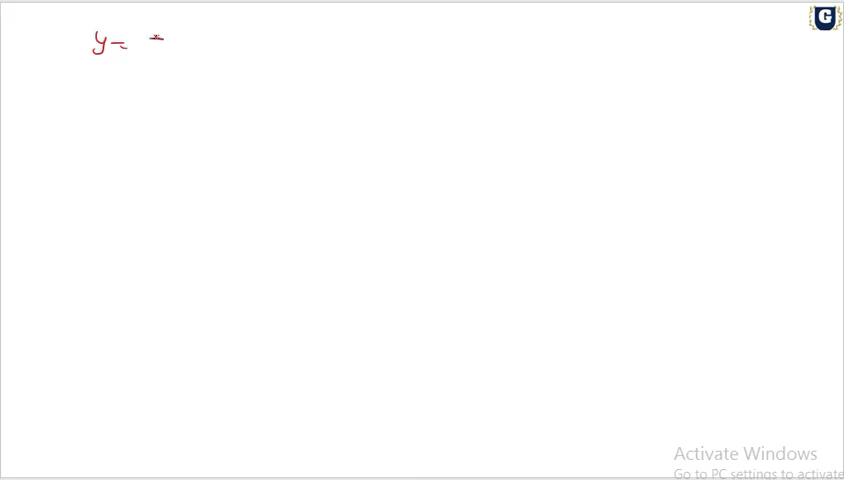 y =
G
Activate Windows
Go to PC settings to activate